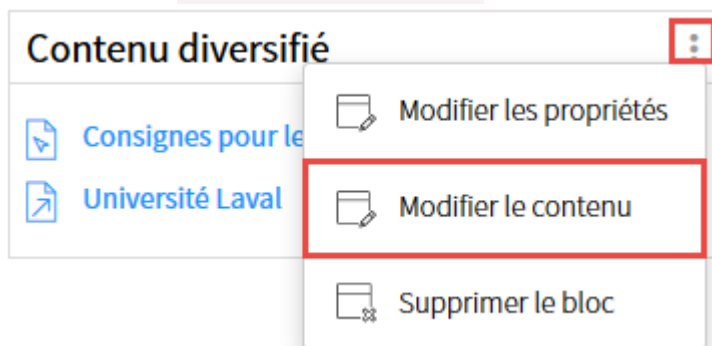 Contenu diversifié
Modifier les propriétés
Consignes pour le
Modifier le contenu
Université Laval
Supprimer le bloc